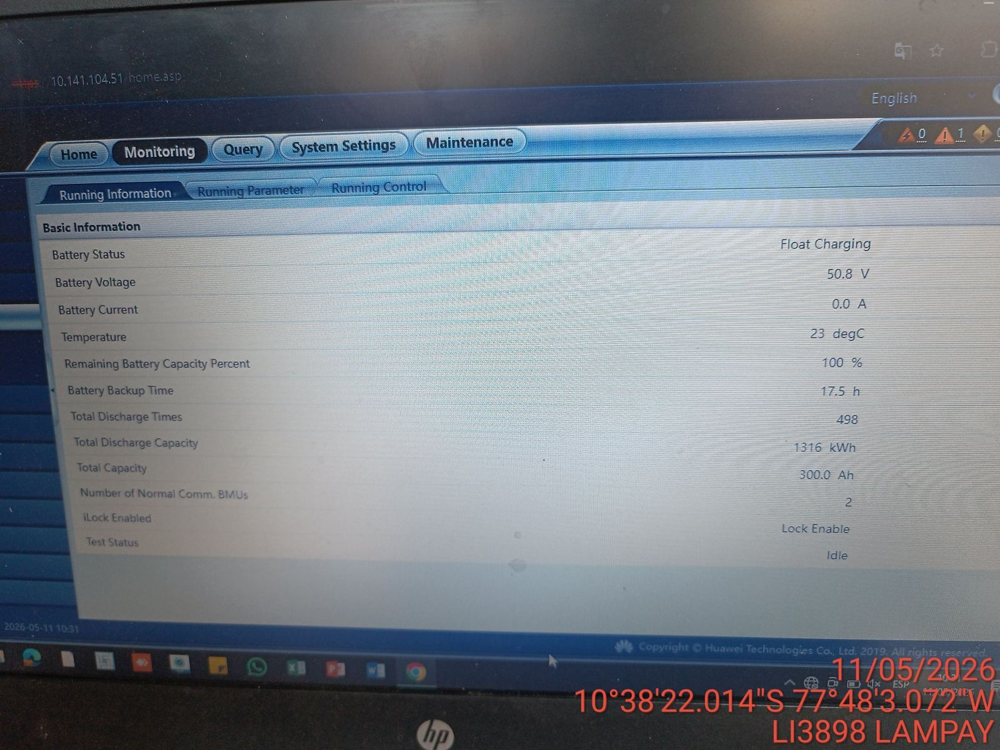 https://10.141.104.51/home.asp
English
Home Monitoring Query System Settings Maintenance
0 1
Running Information Running Parameter Running Control
Basic Information
Battery Status Float Charging
Battery Voltage 50.8 V
Battery Current 0.0 A
Temperature 23 degC
Remaining Battery Capacity Percent 100 %
Battery Backup Time 17.5 h
Total Discharge Times 498
Total Discharge Capacity 1316 kWh
Total Capacity 300.0 Ah
Number of Normal Comm. BMUs 2
iLock Enabled Lock Enable
Test Status Idle
2026-05-11 10:31
Copyright © Huawei Technologies Co., Ltd. 2019. All rights reserved.
ESP
11/05/2026
10°38'22.014"S 77°48'3.072"W
LI3898 LAMPAY
hp